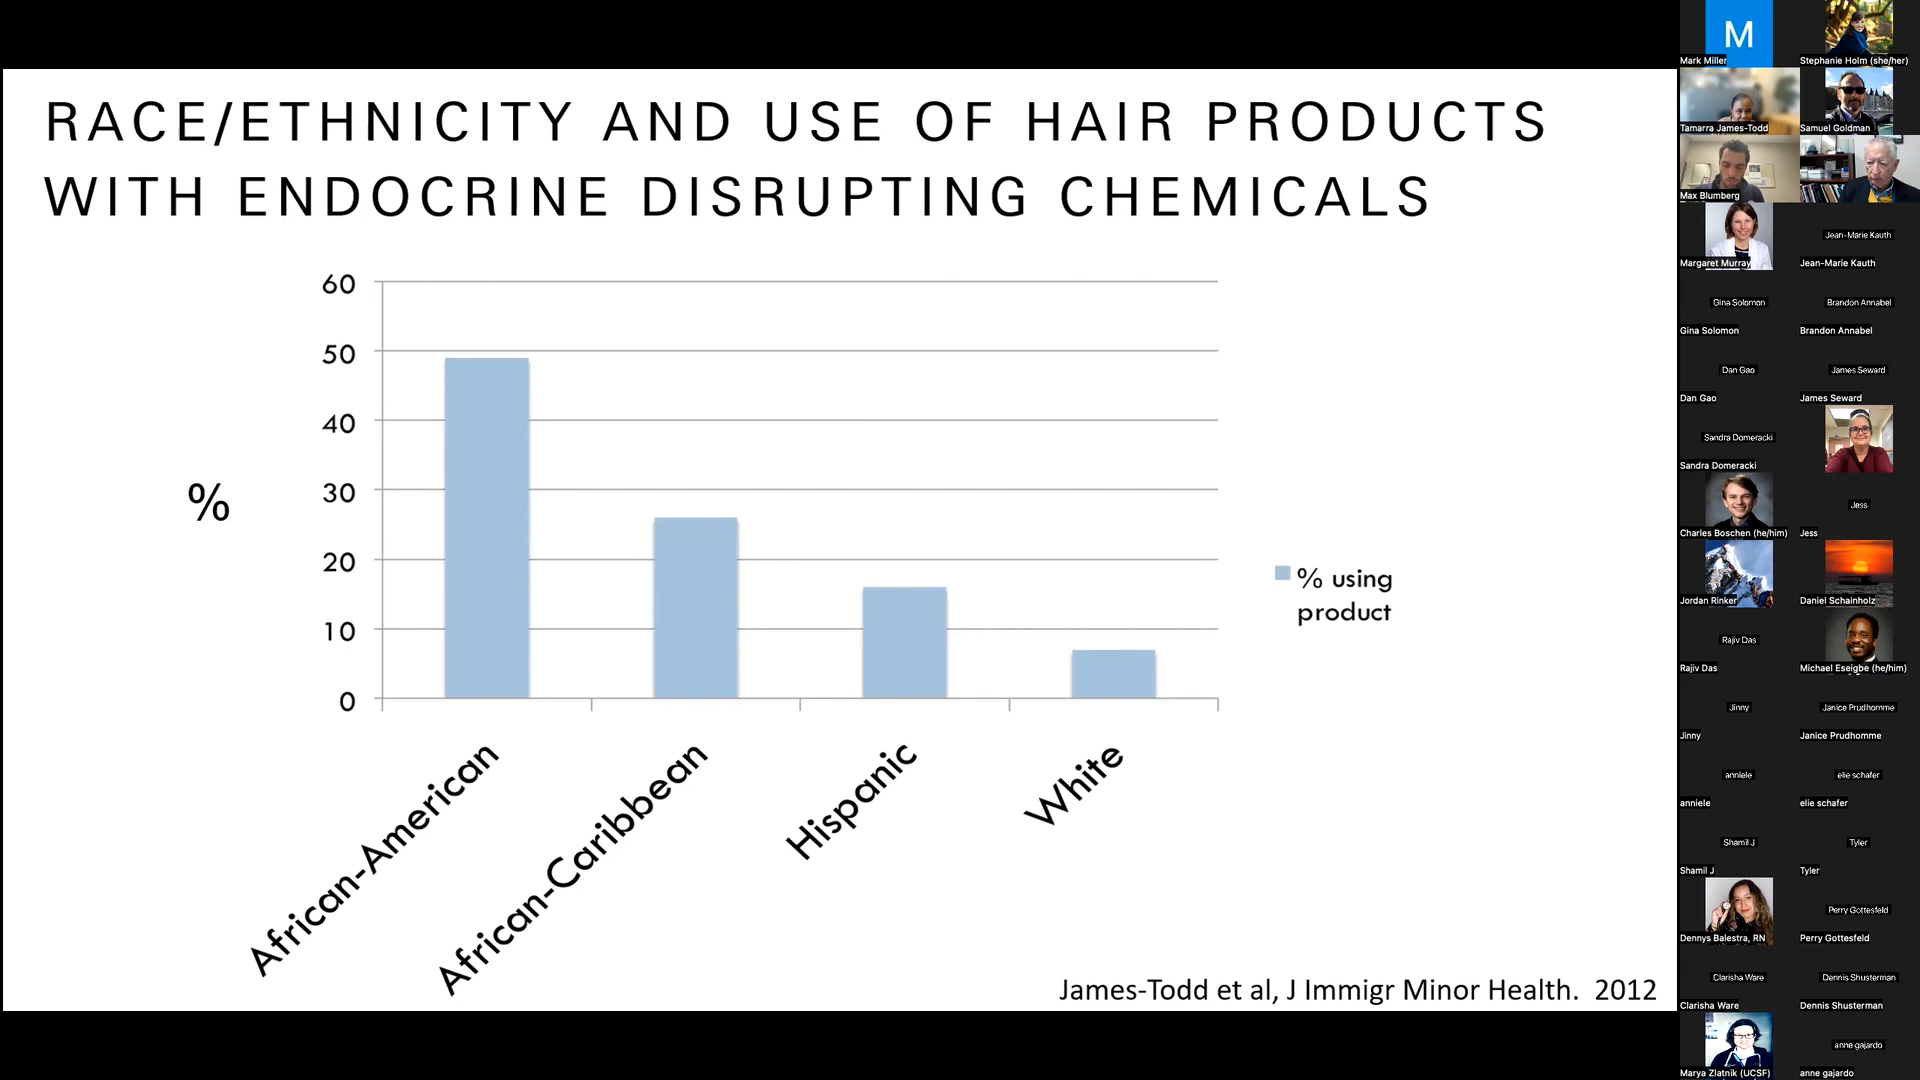 RACE/ETHNICITY AND USE OF HAIR PRODUCTS
WITH ENDOCRINE DISRUPTING CHEMICALS
60
50
40
30
20
10
0
%
% using
product
African-American
African-Caribbean
Hispanic
White
James-Todd et al, J Immigr Minor Health. 2012
M
Mark Miller
Stephanie Holm (she/her)
Tamarra James-Todd
Samuel Goldman
Max Blumberg
Margaret Murray
Jean-Marie Kauth
Jean-Marie Kauth
Gina Solomon
Brandon Annabel
Gina Solomon
Brandon Annabel
Dan Gao
James Seward
Dan Gao
James Seward
Sandra Domeracki
Sandra Domeracki
Charles Boschen (he/him)
Jess
Jess
Jordan Rinker
Daniel Schainholz
Rajiv Das
Rajiv Das
Michael Eseigbe (he/him)
Jinny
Janice Prudhomme
Jinny
Janice Prudhomme
anniele
elie schafer
anniele
elie schafer
Shamil J
Tyler
Shamil J
Tyler
Dennys Balestra, RN
Perry Gottesfeld
Perry Gottesfeld
Clarisha Ware
Dennis Shusterman
Clarisha Ware
Dennis Shusterman
Marya Zlatnik (UCSF)
anne gajardo
anne gajardo